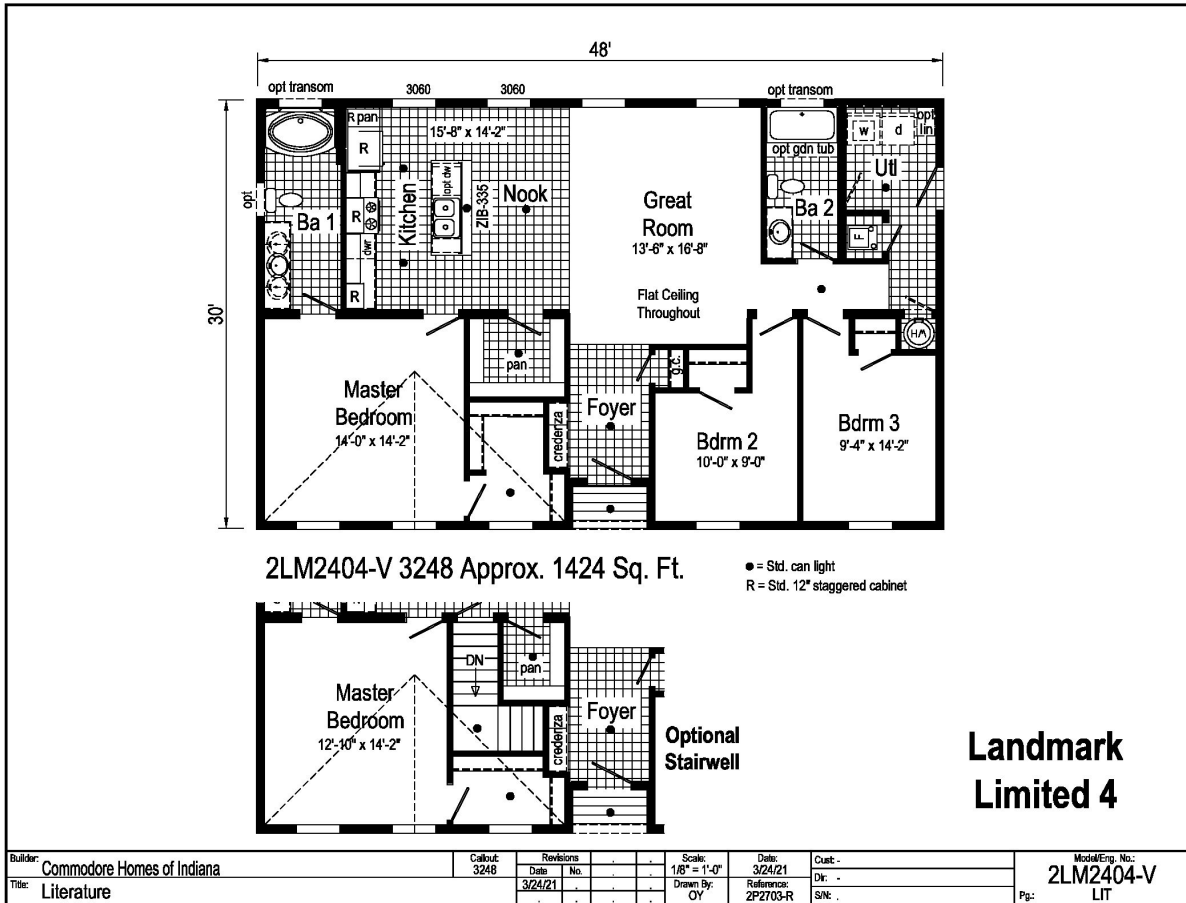 48'
opt transom
3060
3060
opt transom
30'
opt
R pan
R
R
dwr
R
Kitchen
15'-8" x 14'-2"
opt dw
ZIB-335
Nook
Ba 1
Great
Room
13'-6" x 16'-8"
Flat Ceiling
Throughout
opt gdn tub
Ba 2
w
d
opt
lin
Utl
F
HW
Master
Bedroom
14'-0" x 14'-2"
pan
credenza
Foyer
g.c.
Bdrm 2
10'-0" x 9'-0"
Bdrm 3
9'-4" x 14'-2"
2LM2404-V 3248 Approx. 1424 Sq. Ft.
● = Std. can light
R = Std. 12" staggered cabinet
DN
pan
Master
Bedroom
12'-10" x 14'-2"
credenza
Foyer
Optional
Stairwell
Landmark
Limited 4
Builder: Commodore Homes of Indiana
Title: Literature
Callout:
3248
Revisions
Date No.
3/24/21
Scale:
1/8" = 1'-0"
Drawn By:
OY
Date:
3/24/21
Reference:
2P2703-R
Cust: -
Dlr: -
S/N: .
Model/Eng. No.:
2LM2404-V
Pg.: LIT